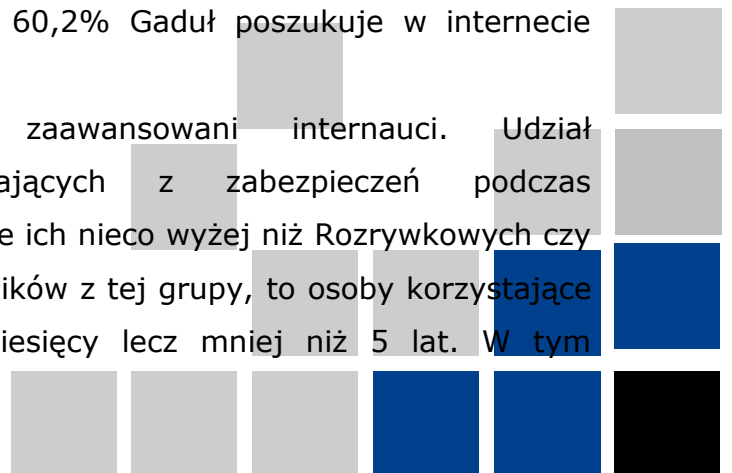 60,2% Gaduł poszukuje w internecie
zaawansowani internauci. Udział
ających z zabezpieczeń podczas
e ich nieco wyżej niż Rozrywkowych czy
ików z tej grupy, to osoby korzystające
iesięcy lecz mniej niż 5 lat. W tym